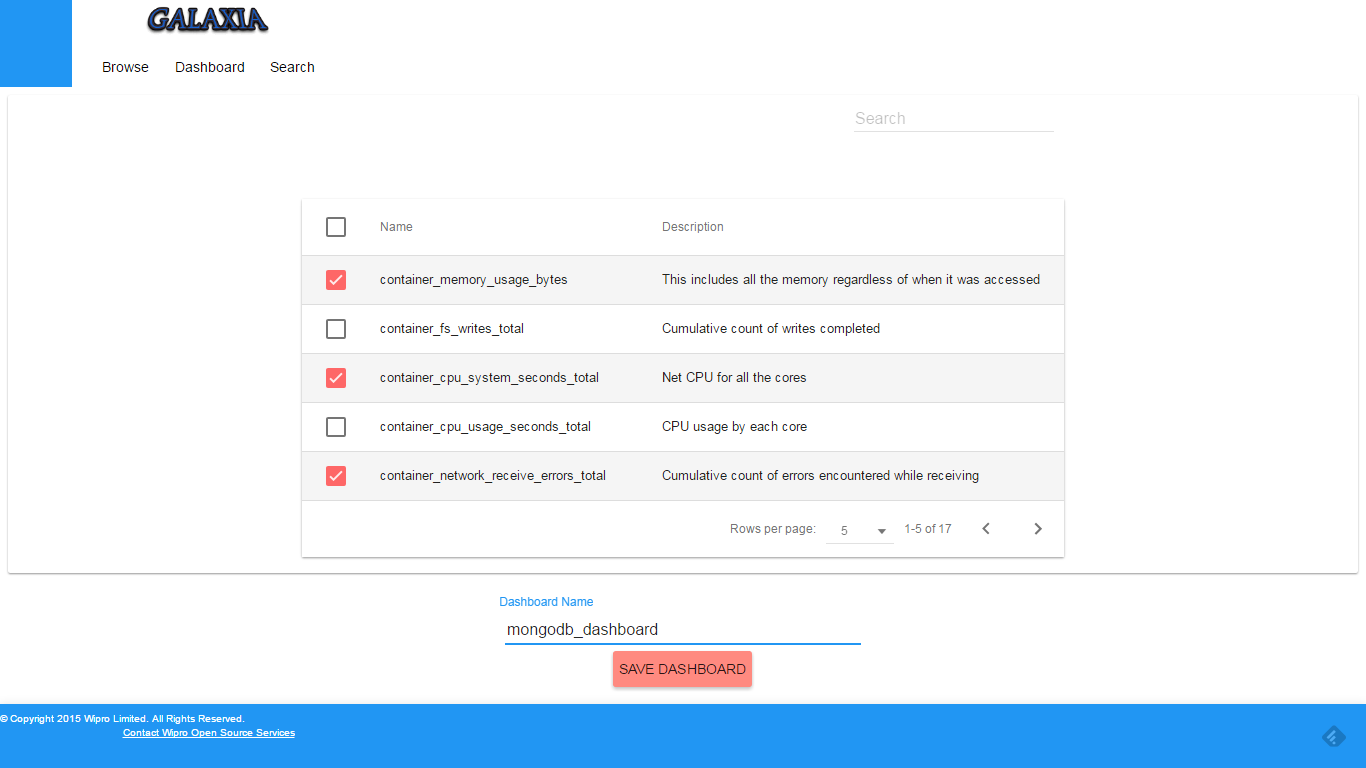 GALAXIA
Browse Dashboard Search
Search
Name Description
container_memory_usage_bytes This includes all the memory regardless of when it was accessed
container_fs_writes_total Cumulative count of writes completed
container_cpu_system_seconds_total Net CPU for all the cores
container_cpu_usage_seconds_total CPU usage by each core
container_network_receive_errors_total Cumulative count of errors encountered while receiving
Rows per page: 5 1-5 of 17
Dashboard Name
mongodb_dashboard
SAVE DASHBOARD
© Copyright 2015 Wipro Limited. All Rights Reserved.
Contact Wipro Open Source Services